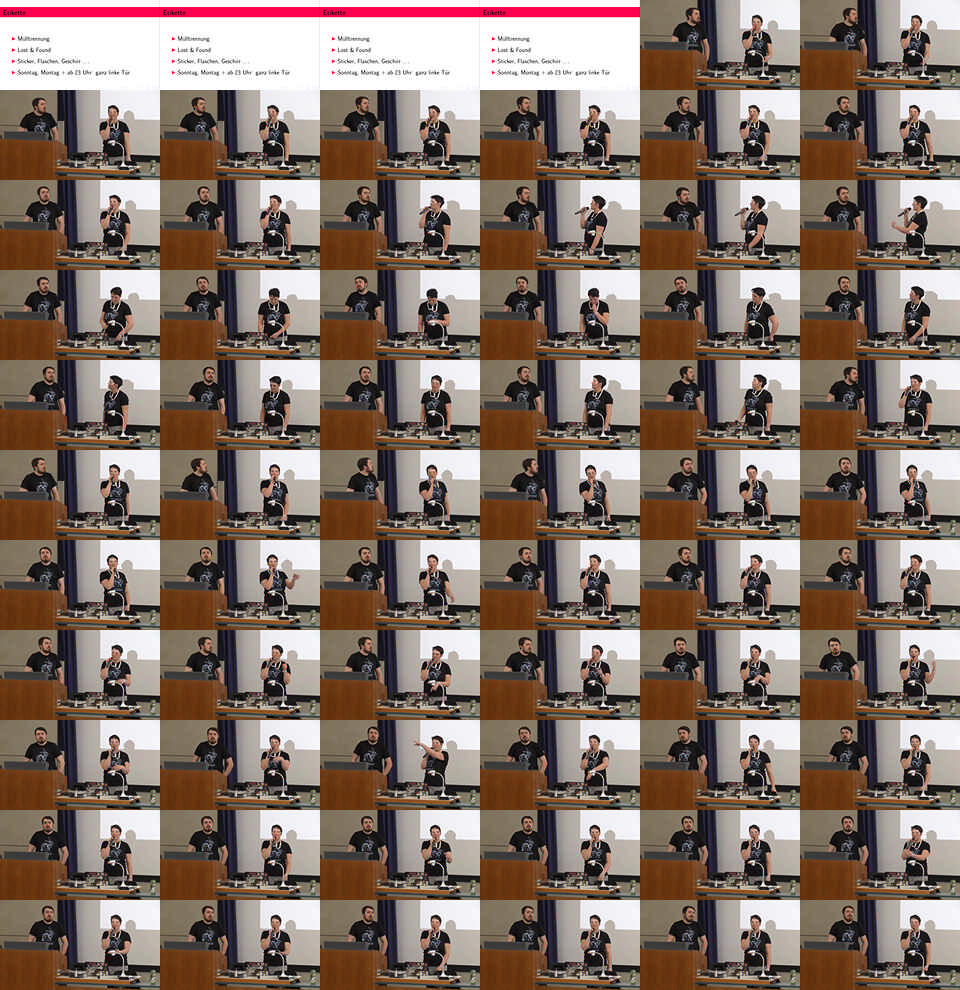 Etikette
Mülltrennung
Lost & Found
Sticker, Flaschen, Geschirr ...
Sonntag, Montag + ab 23 Uhr: ganz linke Tür
Etikette
Mülltrennung
Lost & Found
Sticker, Flaschen, Geschirr ...
Sonntag, Montag + ab 23 Uhr: ganz linke Tür
Etikette
Mülltrennung
Lost & Found
Sticker, Flaschen, Geschirr ...
Sonntag, Montag + ab 23 Uhr: ganz linke Tür
Etikette
Mülltrennung
Lost & Found
Sticker, Flaschen, Geschirr ...
Sonntag, Montag + ab 23 Uhr: ganz linke Tür